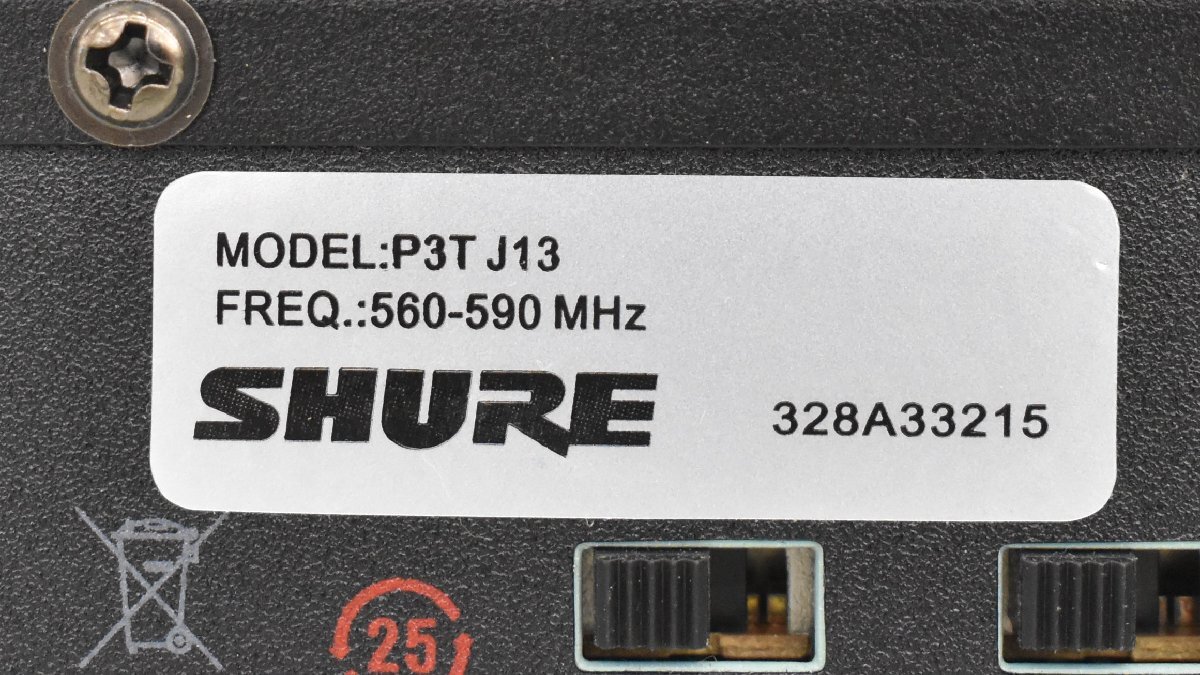 MODEL:P3T J13
FREQ.:560-590 MHz
SHURE
328A33215
25